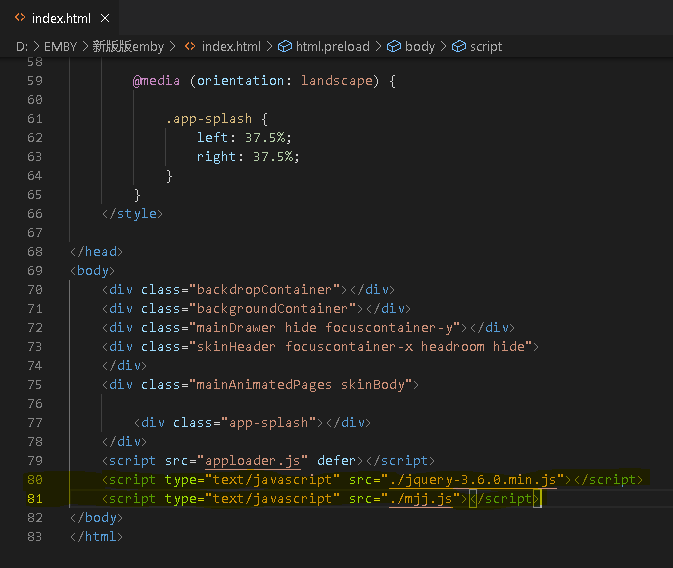 index.html ×
D: > EMBY > 新版版emby > index.html > html.preload > body > script
58
59 @media (orientation: landscape) {
60
61 .app-splash {
62 left: 37.5%;
63 right: 37.5%;
64 }
65 }
66 </style>
67
68 </head>
69 <body>
70 <div class="backdropContainer"></div>
71 <div class="backgroundContainer"></div>
72 <div class="mainDrawer hide focuscontainer-y"></div>
73 <div class="skinHeader focuscontainer-x headroom hide">
74 </div>
75 <div class="mainAnimatedPages skinBody">
76
77 <div class="app-splash"></div>
78 </div>
79 <script src="apploader.js" defer></script>
80 <script type="text/javascript" src="./jquery-3.6.0.min.js"></script>
81 <script type="text/javascript" src="./mjj.js"></script>
82 </body>
83 </html>